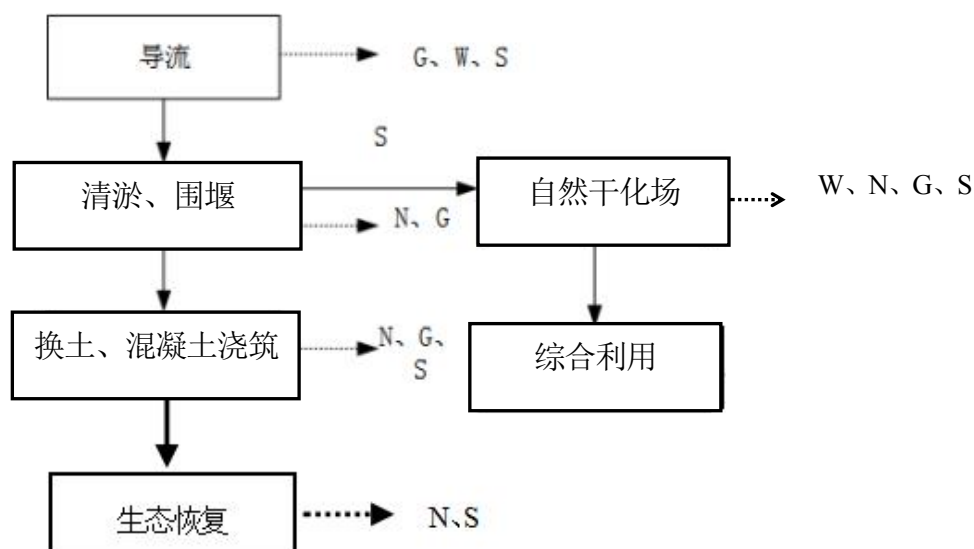 导流
G、W、S
S
清淤、围堰
N、G
自然干化场
W、N、G、S
换土、混凝土浇筑
N、G、
S
综合利用
生态恢复
N、S